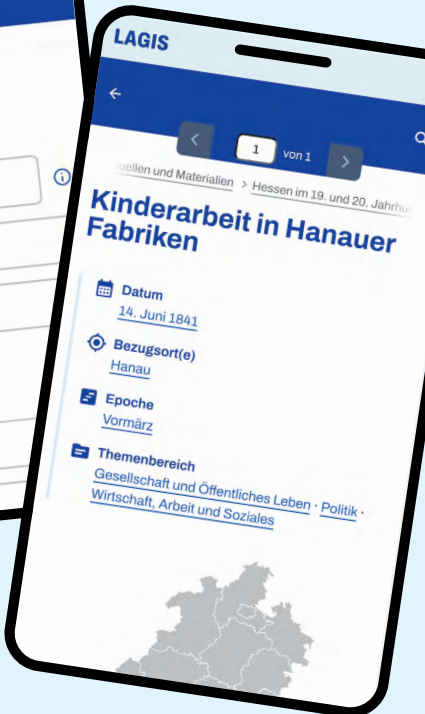 LAGIS
1 von 1
uellen und Materialien > Hessen im 19. und 20. Jahrhu
Kinderarbeit in Hanauer
Fabriken
Datum
14. Juni 1841
Bezugsort(e)
Hanau
Epoche
Vormärz
Themenbereich
Gesellschaft und Öffentliches Leben · Politik ·
Wirtschaft, Arbeit und Soziales